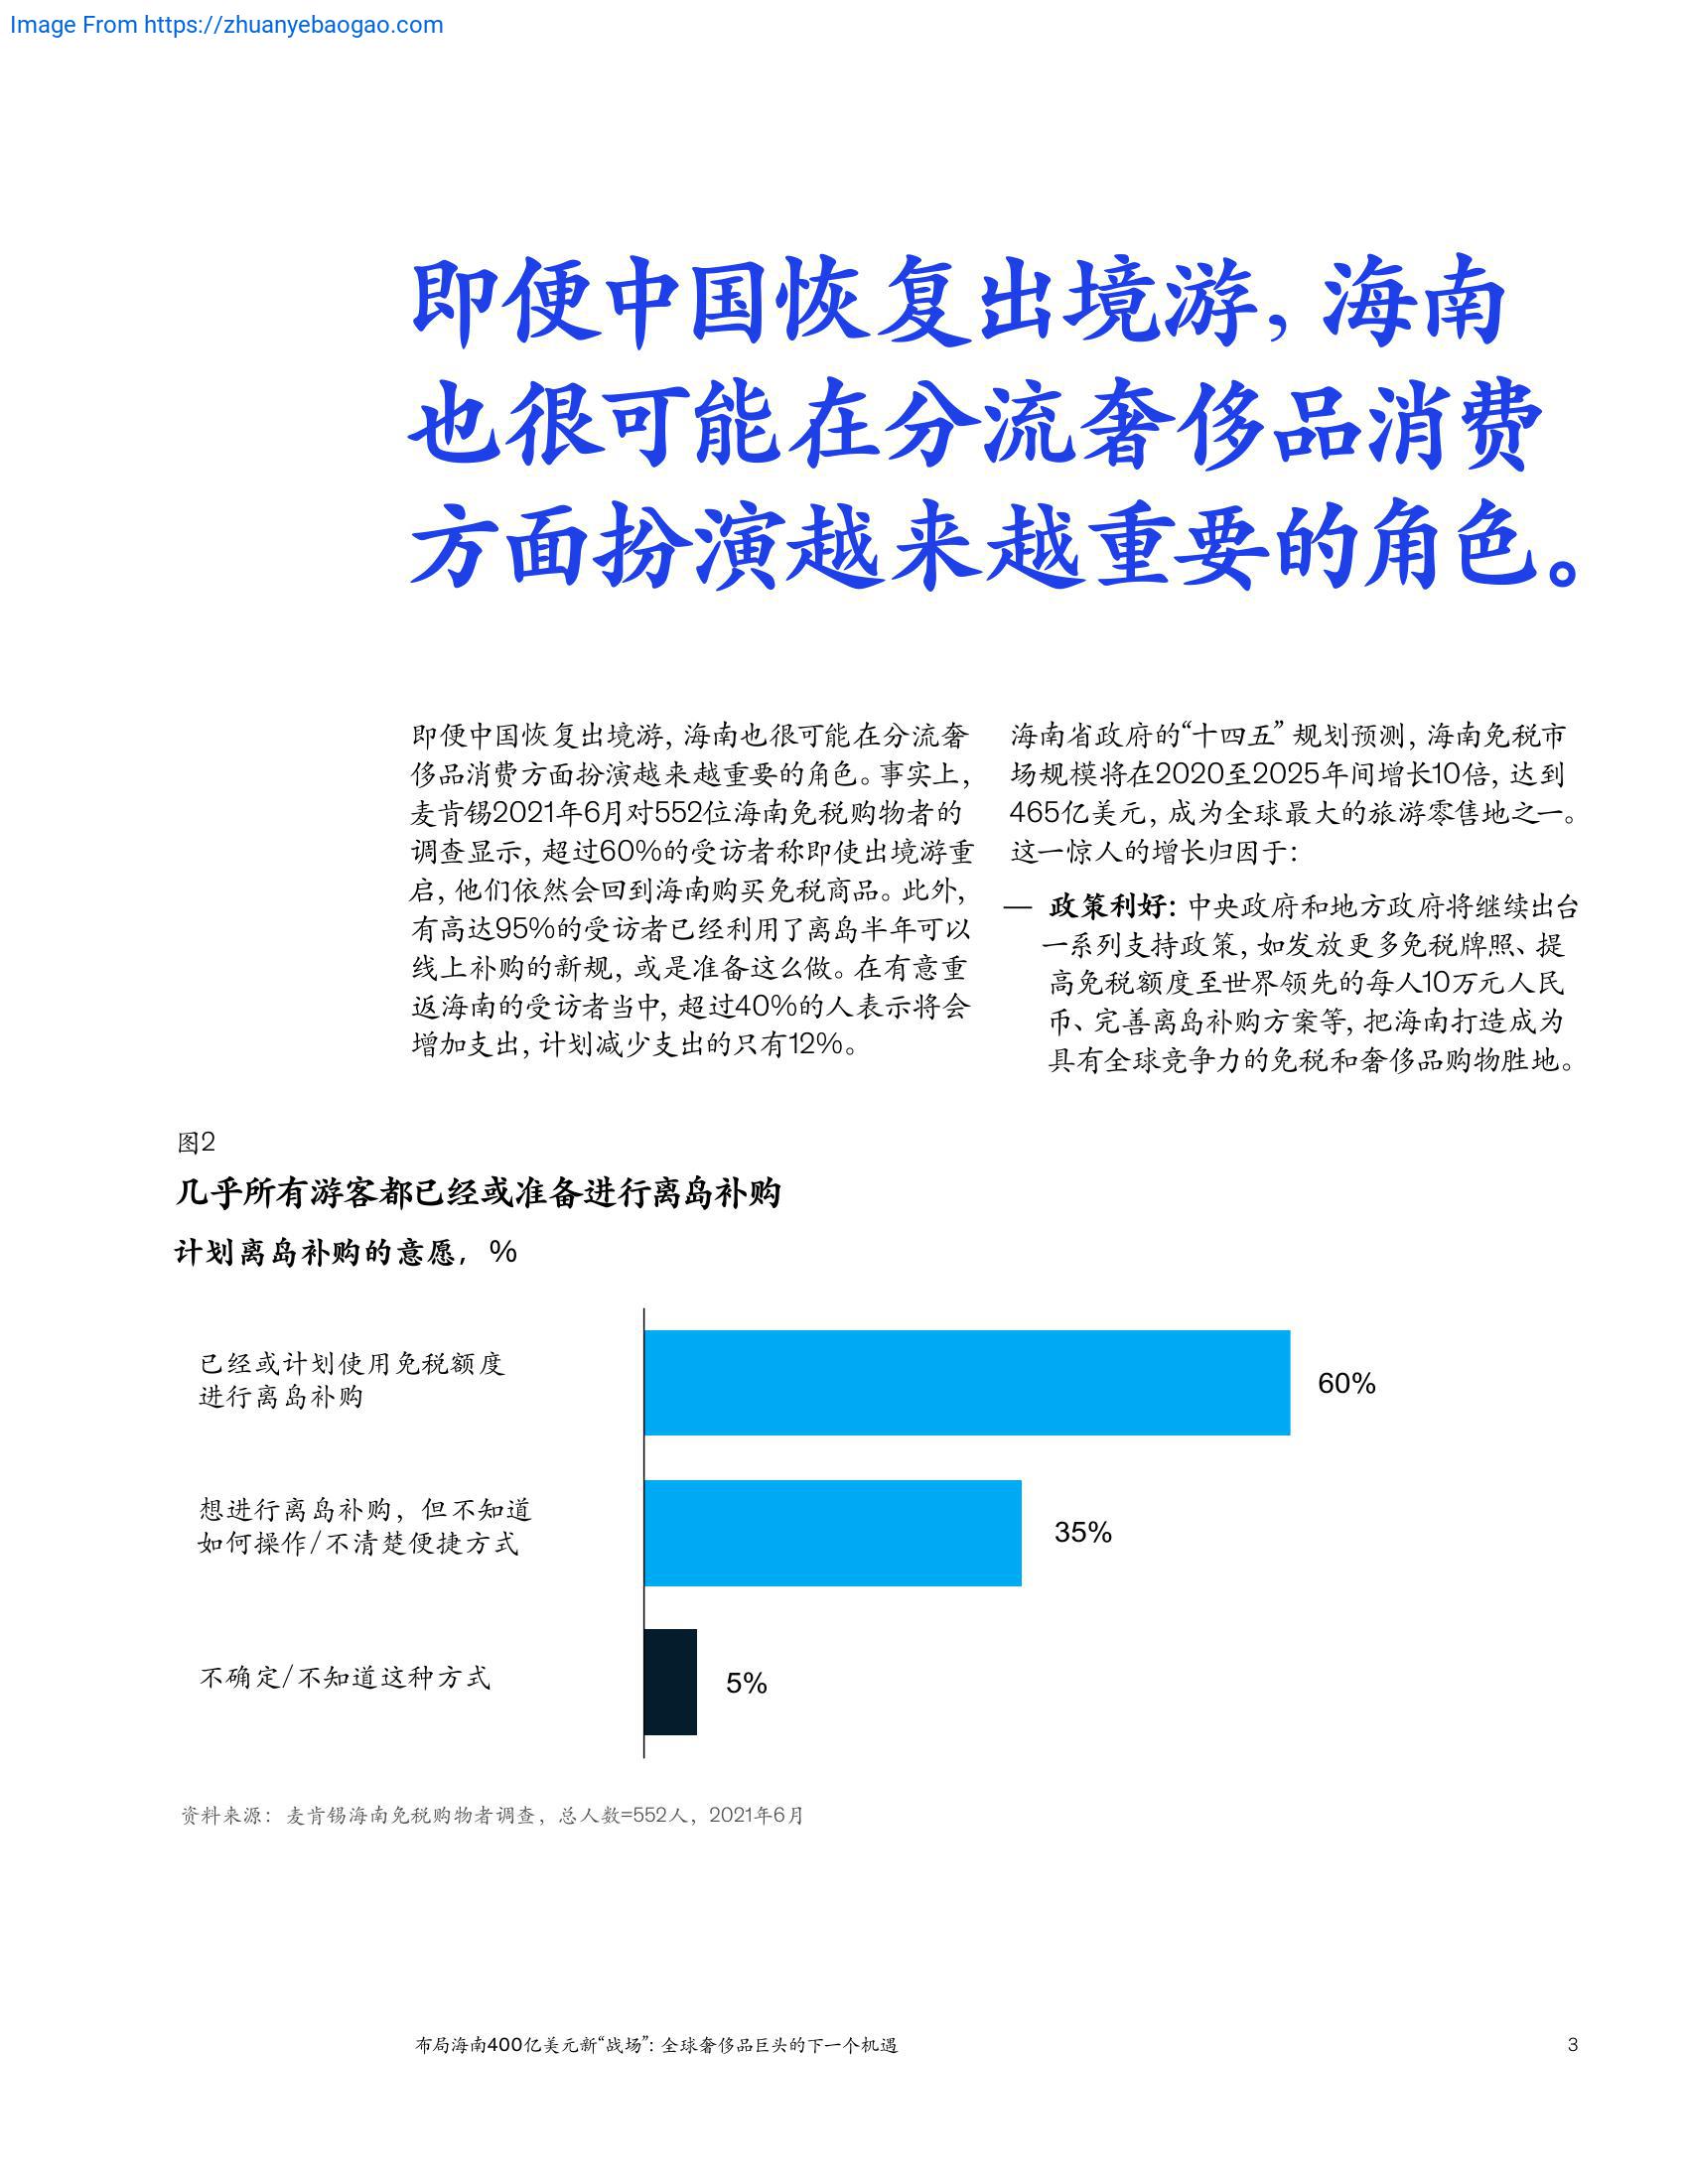 Image From https://zhuanyebaogao.com
即便中国恢复出境游，海南
也很可能在分流奢侈品消费
方面扮演越来越重要的角色。
即便中国恢复出境游，海南也很可能在分流奢
侈品消费方面扮演越来越重要的角色。事实上，
麦肯锡2021年6月对552位海南免税购物者的
调查显示，超过60%的受访者称即使出境游重
启，他们依然会回到海南购买免税商品。此外，
有高达95%的受访者已经利用了离岛半年可以
线上补购的新规，或是准备这么做。在有意重
返海南的受访者当中，超过40%的人表示将会
增加支出，计划减少支出的只有12%。
海南省政府的“十四五” 规划预测，海南免税市
场规模将在2020至2025年间增长10倍，达到
465亿美元，成为全球最大的旅游零售地之一。
这一惊人的增长归因于：
— 政策利好：中央政府和地方政府将继续出台
一系列支持政策，如发放更多免税牌照、提
高免税额度至世界领先的每人10万元人民
币、完善离岛补购方案等，把海南打造成为
具有全球竞争力的免税和奢侈品购物胜地。
图2
几乎所有游客都已经或准备进行离岛补购
计划离岛补购的意愿，%
已经或计划使用免税额度
进行离岛补购
60%
想进行离岛补购，但不知道
如何操作/不清楚便捷方式
35%
不确定/不知道这种方式
5%
资料来源：麦肯锡海南免税购物者调查，总人数=552人，2021年6月
布局海南400亿美元新“战场”：全球奢侈品巨头的下一个机遇
3